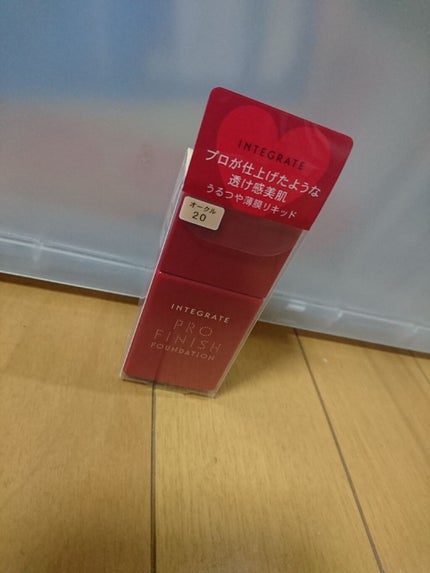 INTEGRATE
プロが仕上げたような
透け感美肌
うるつや薄膜リキッド
オークル
20
INTEGRATE
PRO
FINISH
FOUNDATION